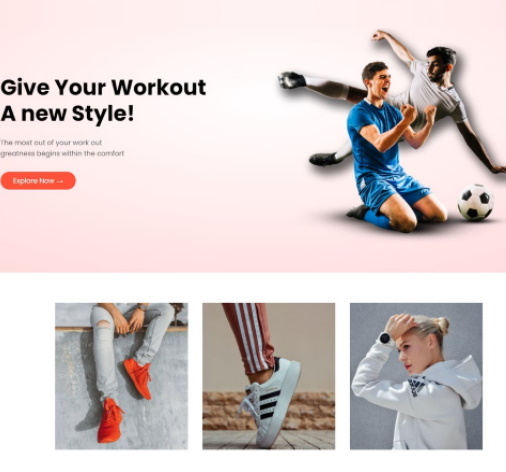 Give Your Workout
A new Style!
The most out of your work out
greatness begins within the comfort
Explore Now →